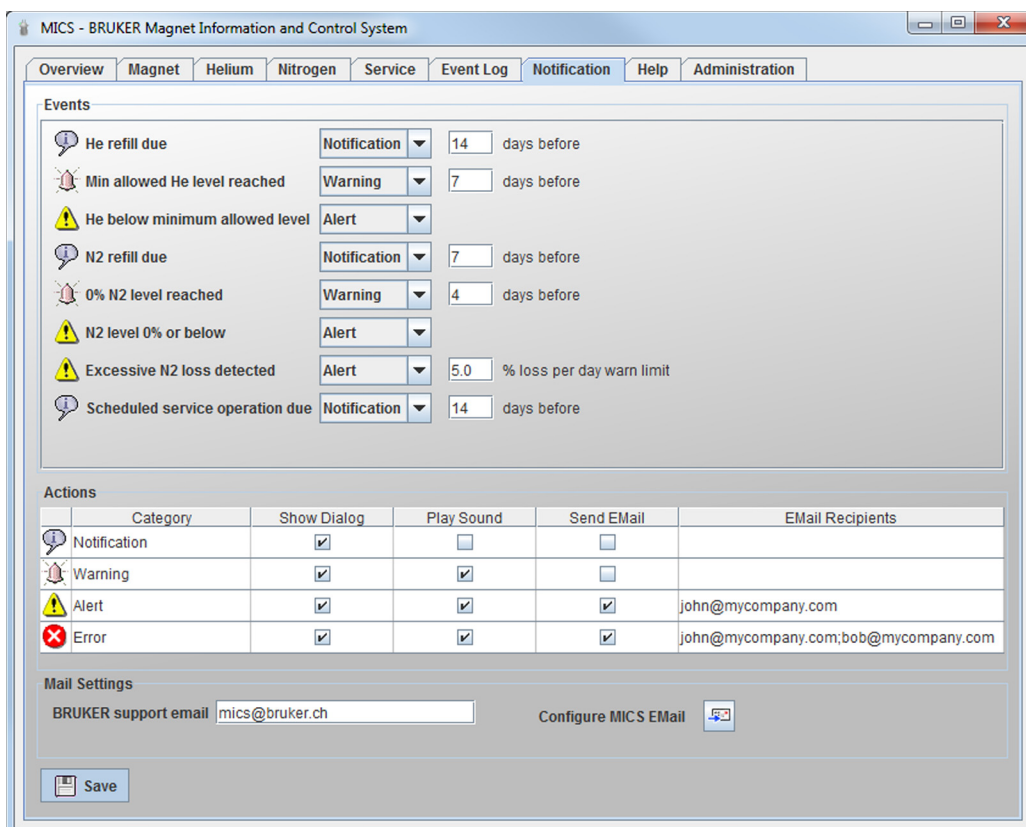 MICS - BRUKER Magnet Information and Control System
Overview Magnet Helium Nitrogen Service Event Log Notification Help Administration
Events
He refill due Notification 14 days before
Min allowed He level reached Warning 7 days before
He below minimum allowed level Alert
N2 refill due Notification 7 days before
0% N2 level reached Warning 4 days before
N2 level 0% or below Alert
Excessive N2 loss detected Alert 5.0 % loss per day warn limit
Scheduled service operation due Notification 14 days before
Actions
Category Show Dialog Play Sound Send EMail EMail Recipients
Notification
Warning
Alert john@mycompany.com
Error john@mycompany.com;bob@mycompany.com
Mail Settings
BRUKER support email mics@bruker.ch Configure MICS EMail
Save